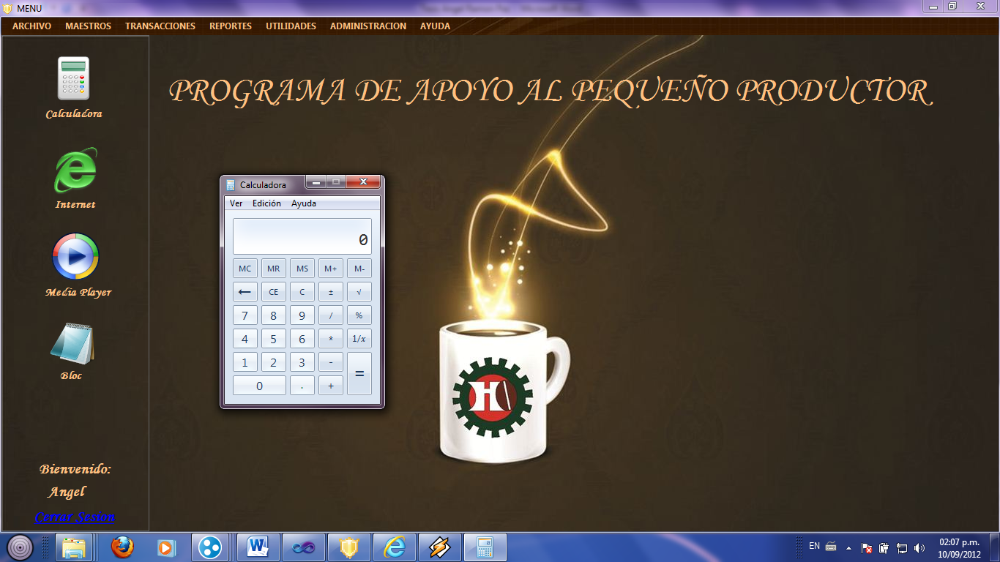 MENU
ARCHIVO MAESTROS TRANSACCIONES REPORTES UTILIDADES ADMINISTRACION AYUDA
PROGRAMA DE APOYO AL PEQUEÑO PRODUCTOR
Calculadora
Internet
Media Player
Bloc
Bienvenido:
Angel
Cerrar Sesion
Calculadora
Ver Edición Ayuda
0
MC MR MS M+ M-
← CE C ± √
7 8 9 / %
4 5 6 * 1/x
1 2 3 - =
0 . +
H
EN
02:07 p.m.
10/09/2012